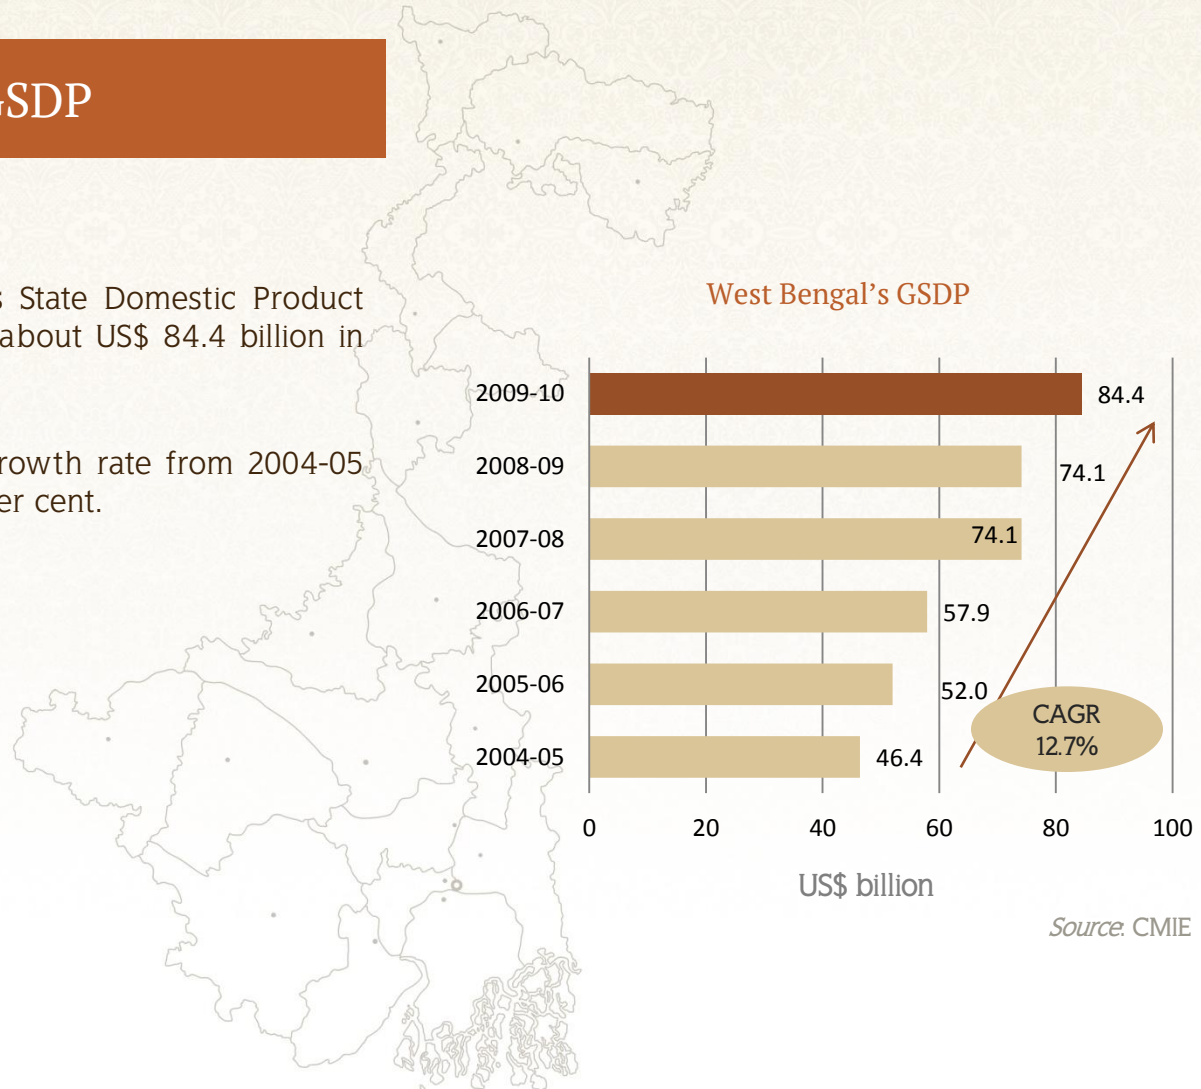 GSDP
s State Domestic Product
about US$ 84.4 billion in
rowth rate from 2004-05
er cent.
West Bengal's GSDP
2009-10 84.4
2008-09 74.1
2007-08 74.1
2006-07 57.9
2005-06 52.0
2004-05 46.4
CAGR
12.7%
0 20 40 60 80 100
US$ billion
Source: CMIE